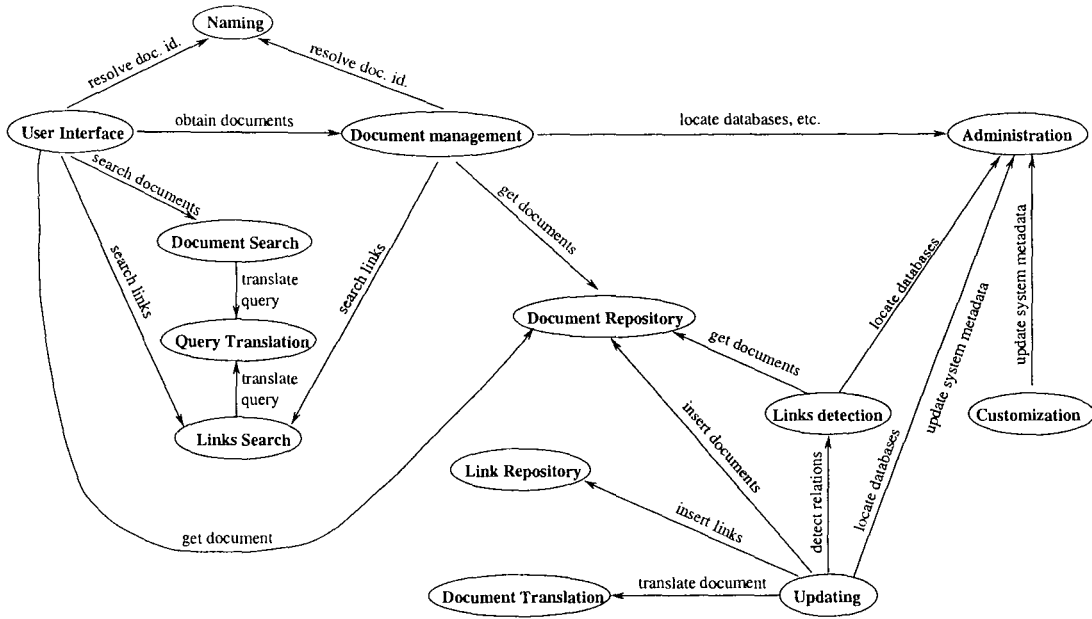 Naming
resolve doc. id.
resolve doc. id.
User Interface
obtain documents
Document management
locate databases, etc.
Administration
search documents
get documents
Document Search
search links
search links
translate
query
locate databases
update system metadata
update system metadata
Document Repository
Query Translation
get documents
translate
query
Links detection
Customization
Links Search
insert documents
Link Repository
detect relations
locate databases
insert links
get document
translate document
Document Translation
Updating